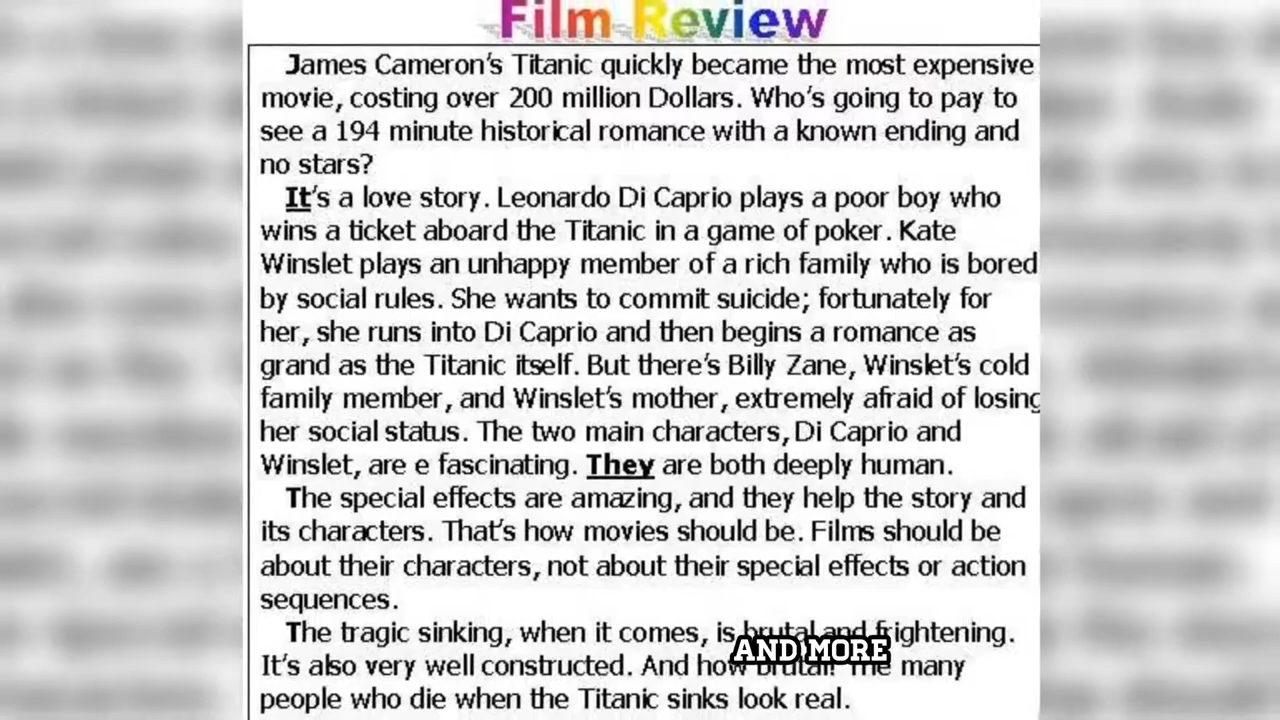 Film Review
James Cameron's Titanic quickly became the most expensive
movie, costing over 200 million Dollars. Who's going to pay to
see a 194 minute historical romance with a known ending and
no stars?
It's a love story. Leonardo Di Caprio plays a poor boy who
wins a ticket aboard the Titanic in a game of poker. Kate
Winslet plays an unhappy member of a rich family who is bored
by social rules. She wants to commit suicide; fortunately for
her, she runs into Di Caprio and then begins a romance as
grand as the Titanic itself. But there's Billy Zane, Winslet's cold
family member, and Winslet's mother, extremely afraid of losing
her social status. The two main characters, Di Caprio and
Winslet, are e fascinating. They are both deeply human.
The special effects are amazing, and they help the story and
its characters. That's how movies should be. Films should be
about their characters, not about their special effects or action
sequences.
The tragic sinking, when it comes, is brutal and frightening.
AND MORE
It's also very well constructed. And how brutal! The many
people who die when the Titanic sinks look real.